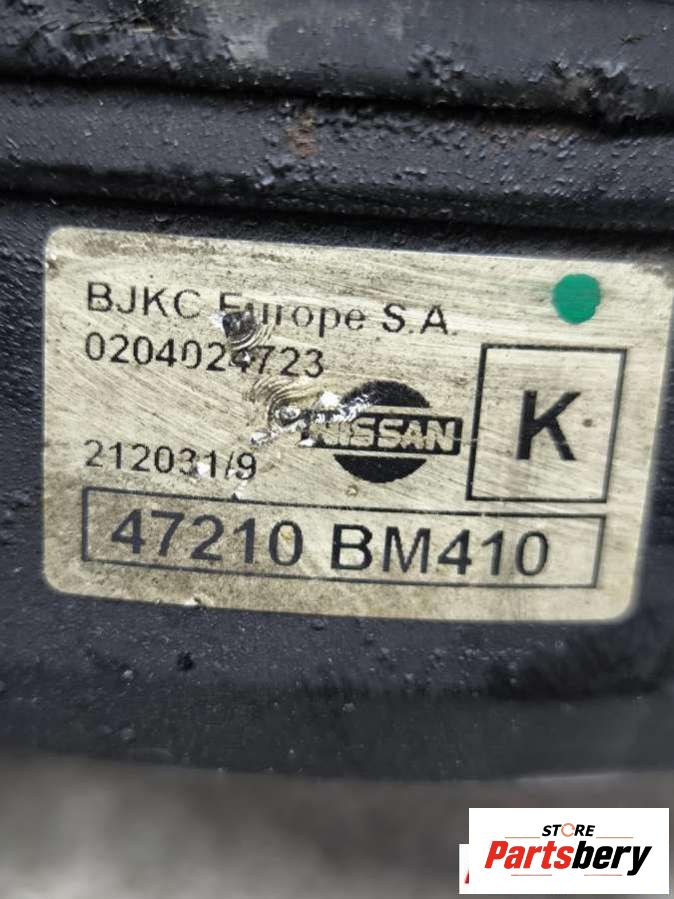 BJKC Europe S.A.
0204024723
NISSAN
K
212031/9
47210 BM410
STORE
Partsbery